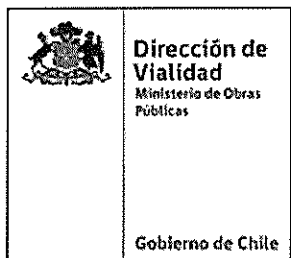 Dirección de
Vialidad
Ministerio de Obras
Públicas
Gobierno de Chile